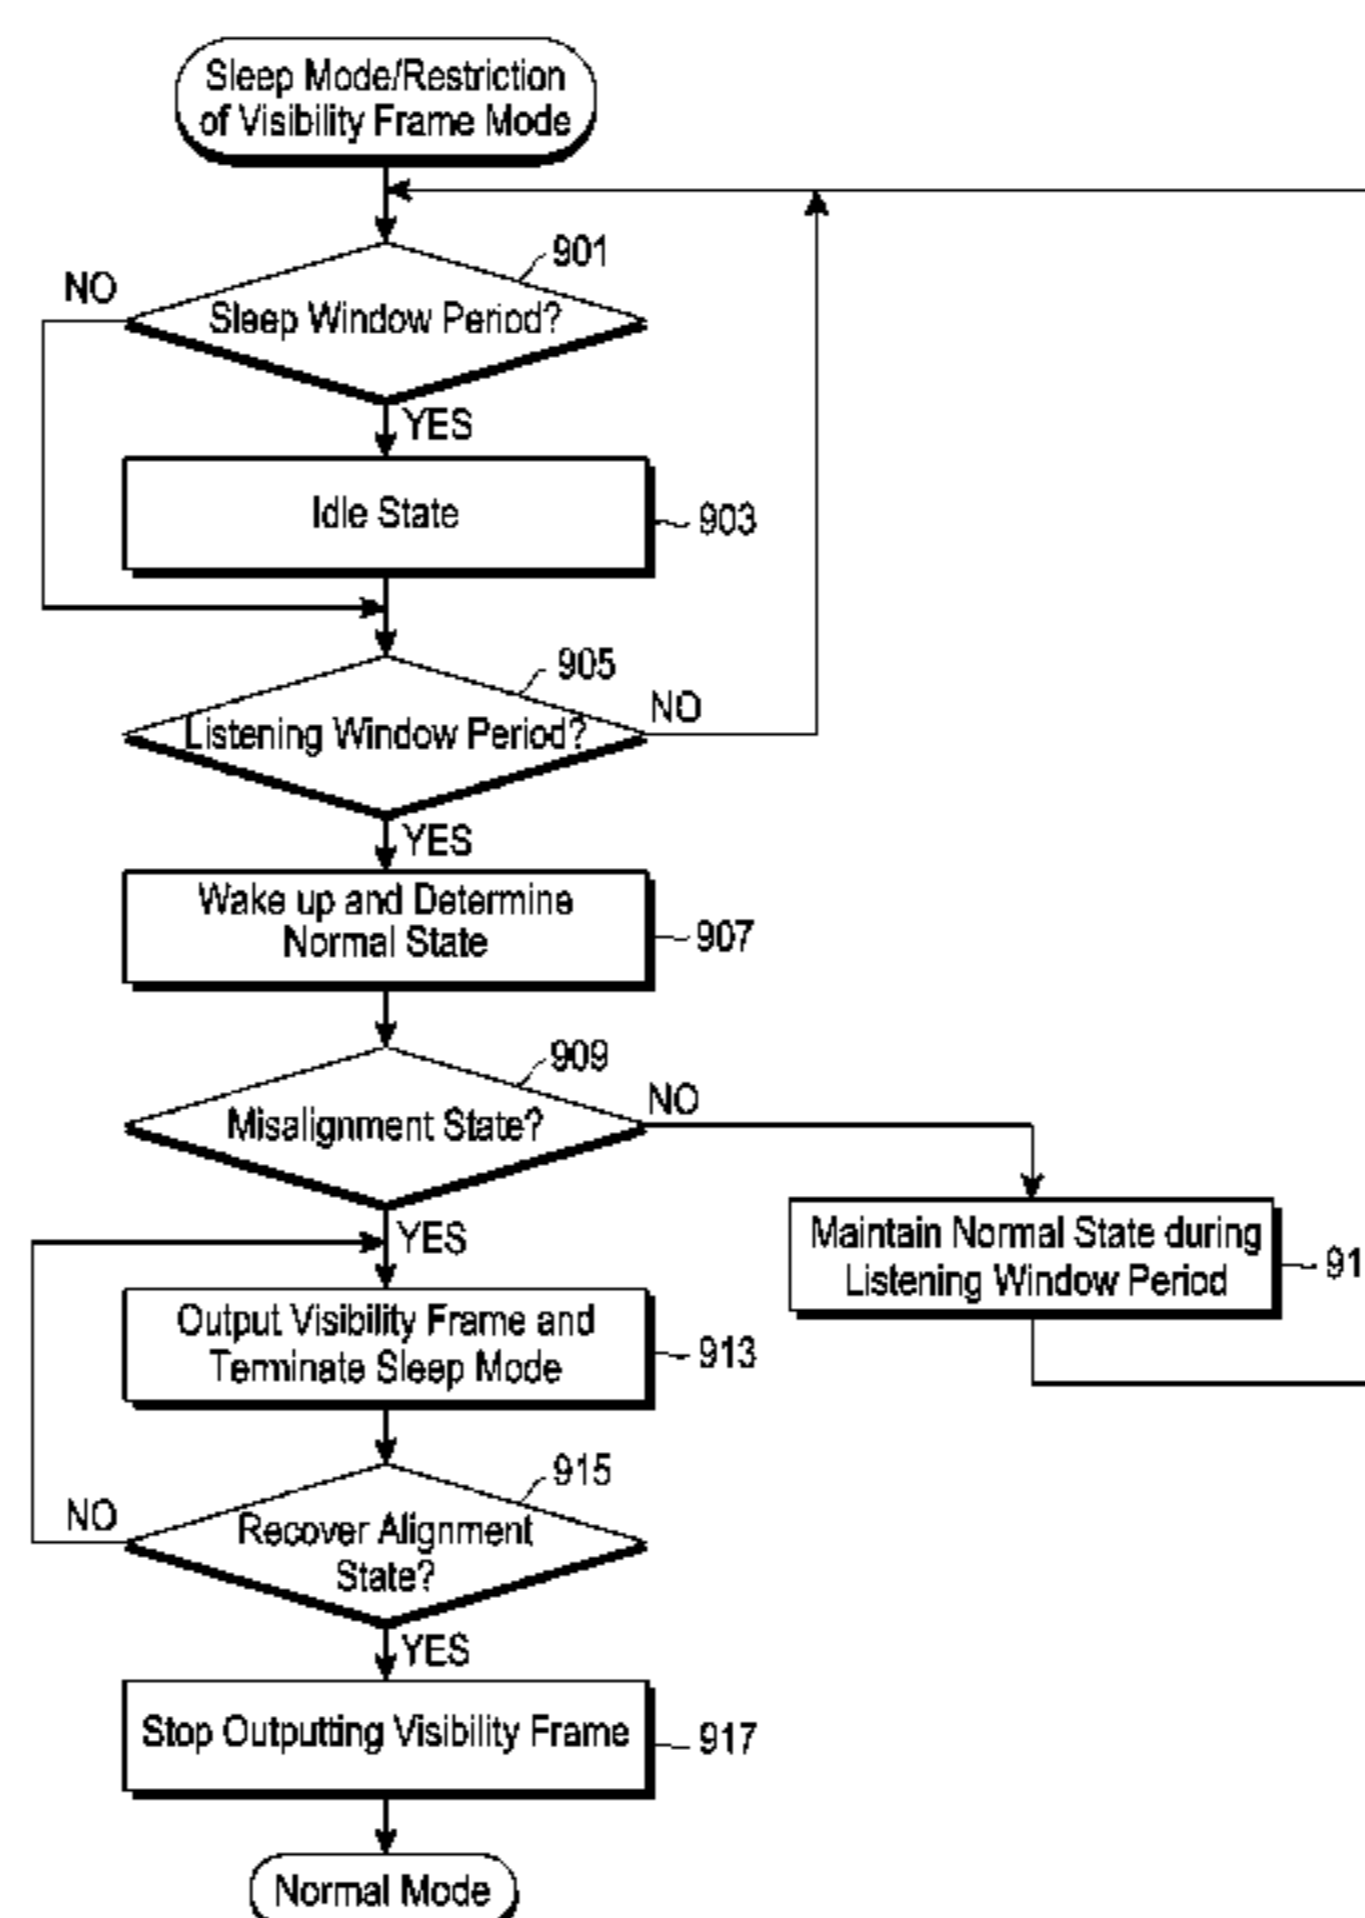 Sleep Mode/Restriction
of Visibility Frame Mode
901
NO
Sleep Window Period?
YES
Idle State
903
905
NO
Listening Window Period?
YES
Wake up and Determine
Normal State
907
909
NO
Misalignment State?
YES
Maintain Normal State during
Listening Window Period
91
Output Visibility Frame and
Terminate Sleep Mode
913
915
NO
Recover Alignment
State?
YES
Stop Outputting Visibility Frame
917
Normal Mode